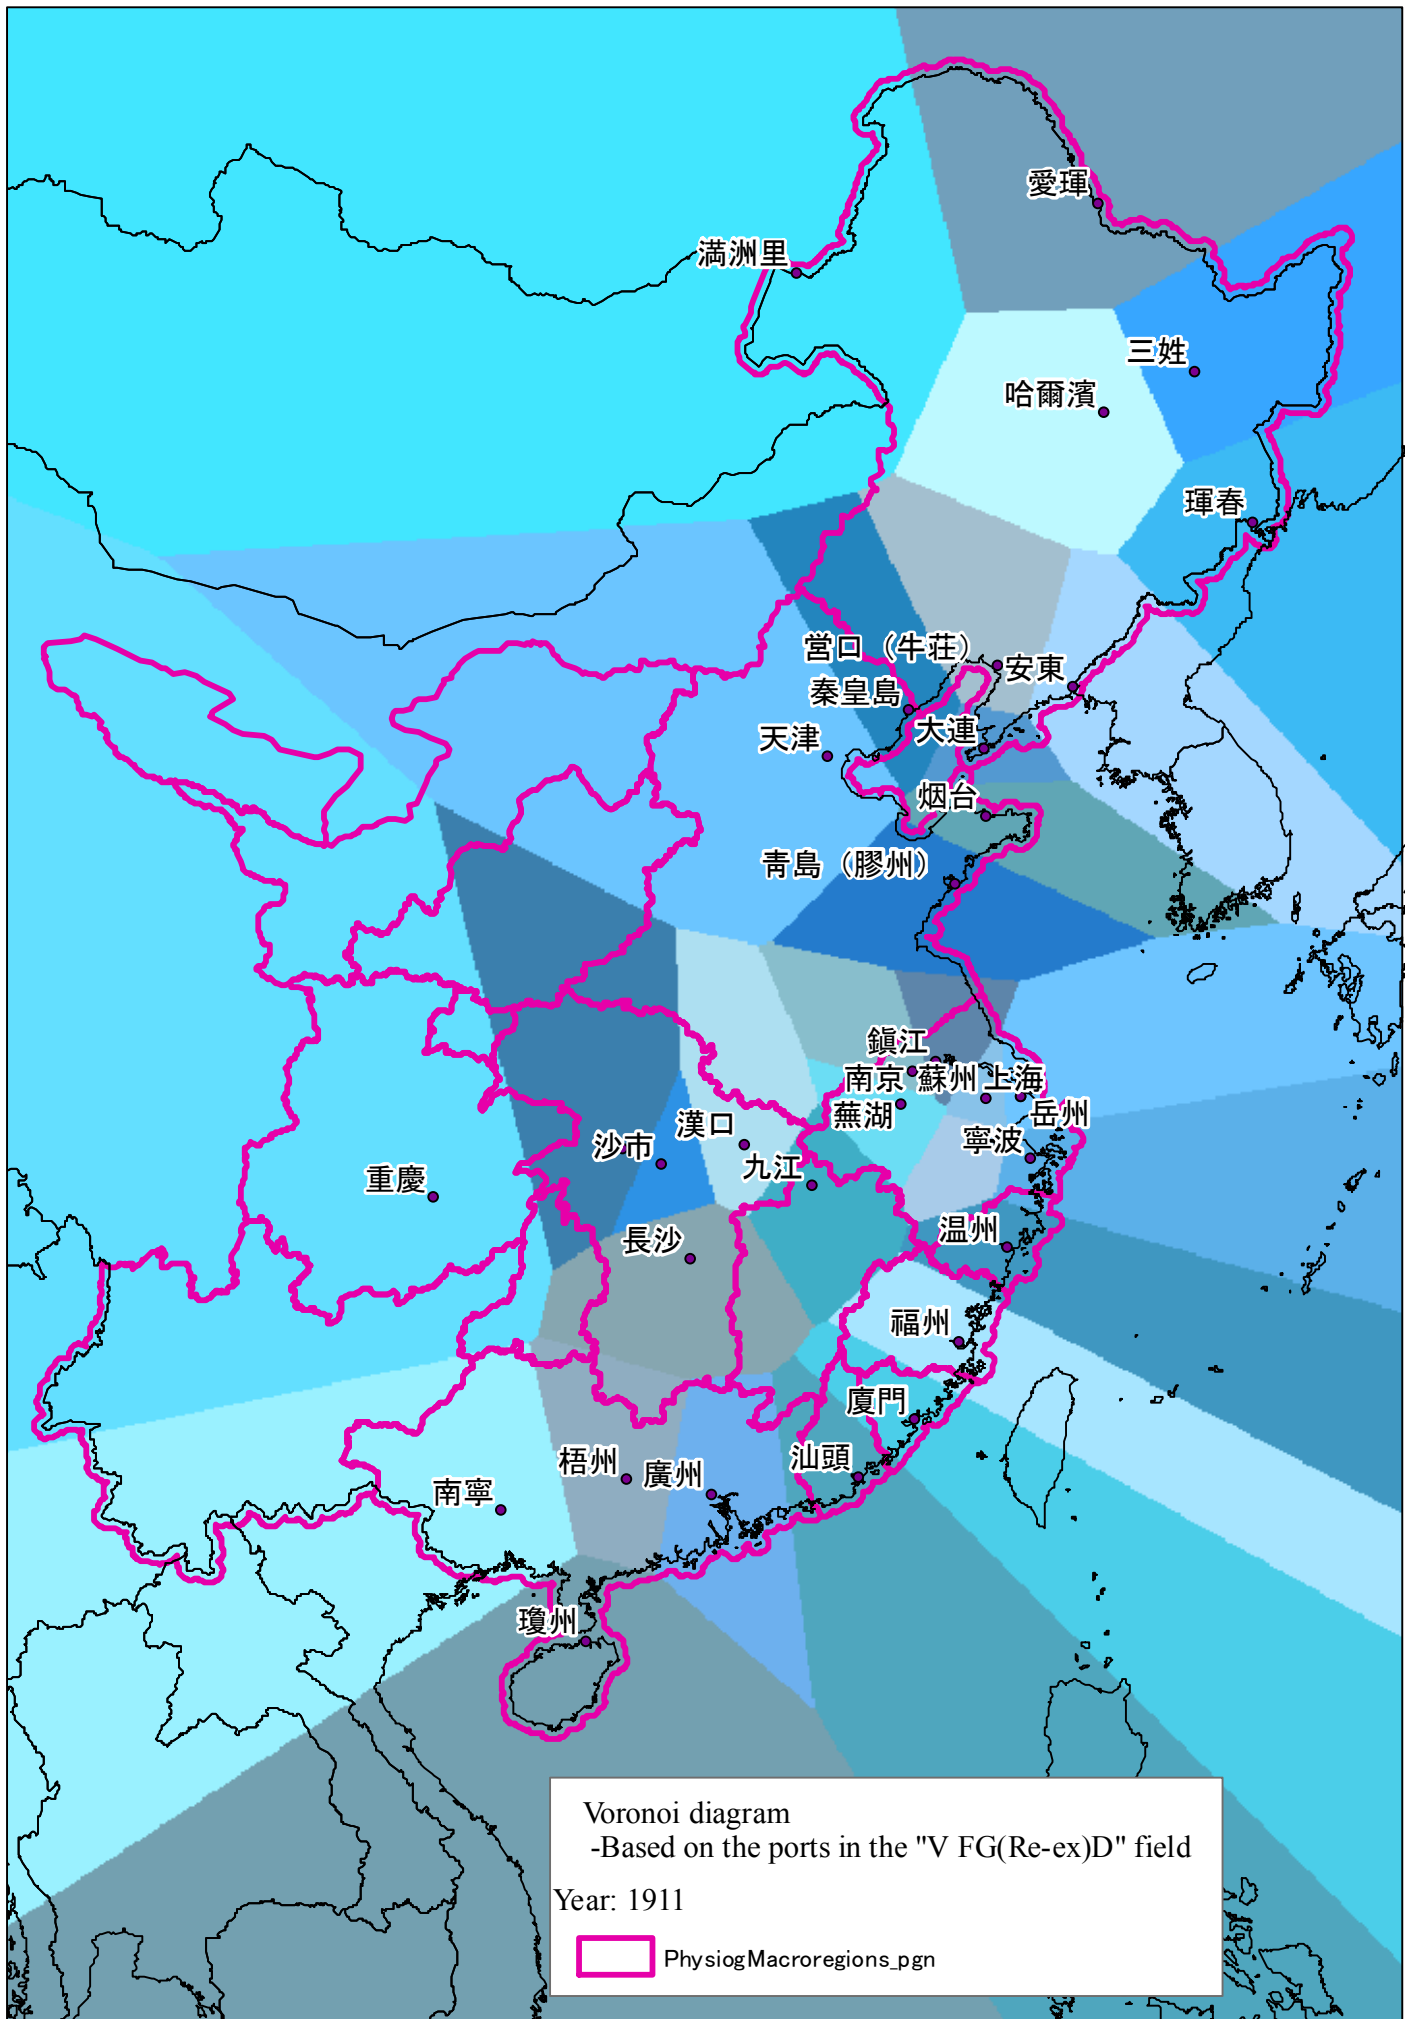 愛琿
満洲里
三姓
哈爾濱
琿春
営口（牛荘）
安東
秦皇島
大連
天津
烟台
青島（膠州）
鎭江
南京
蘇州
上海
蕪湖
岳州
漢口
寧波
沙市
九江
重慶
温州
長沙
福州
廈門
汕頭
梧州
廣州
南寧
瓊州
Voronoi diagram
-Based on the ports in the "V FG(Re-ex)D" field
Year: 1911
PhysiogMacroregions_pgn